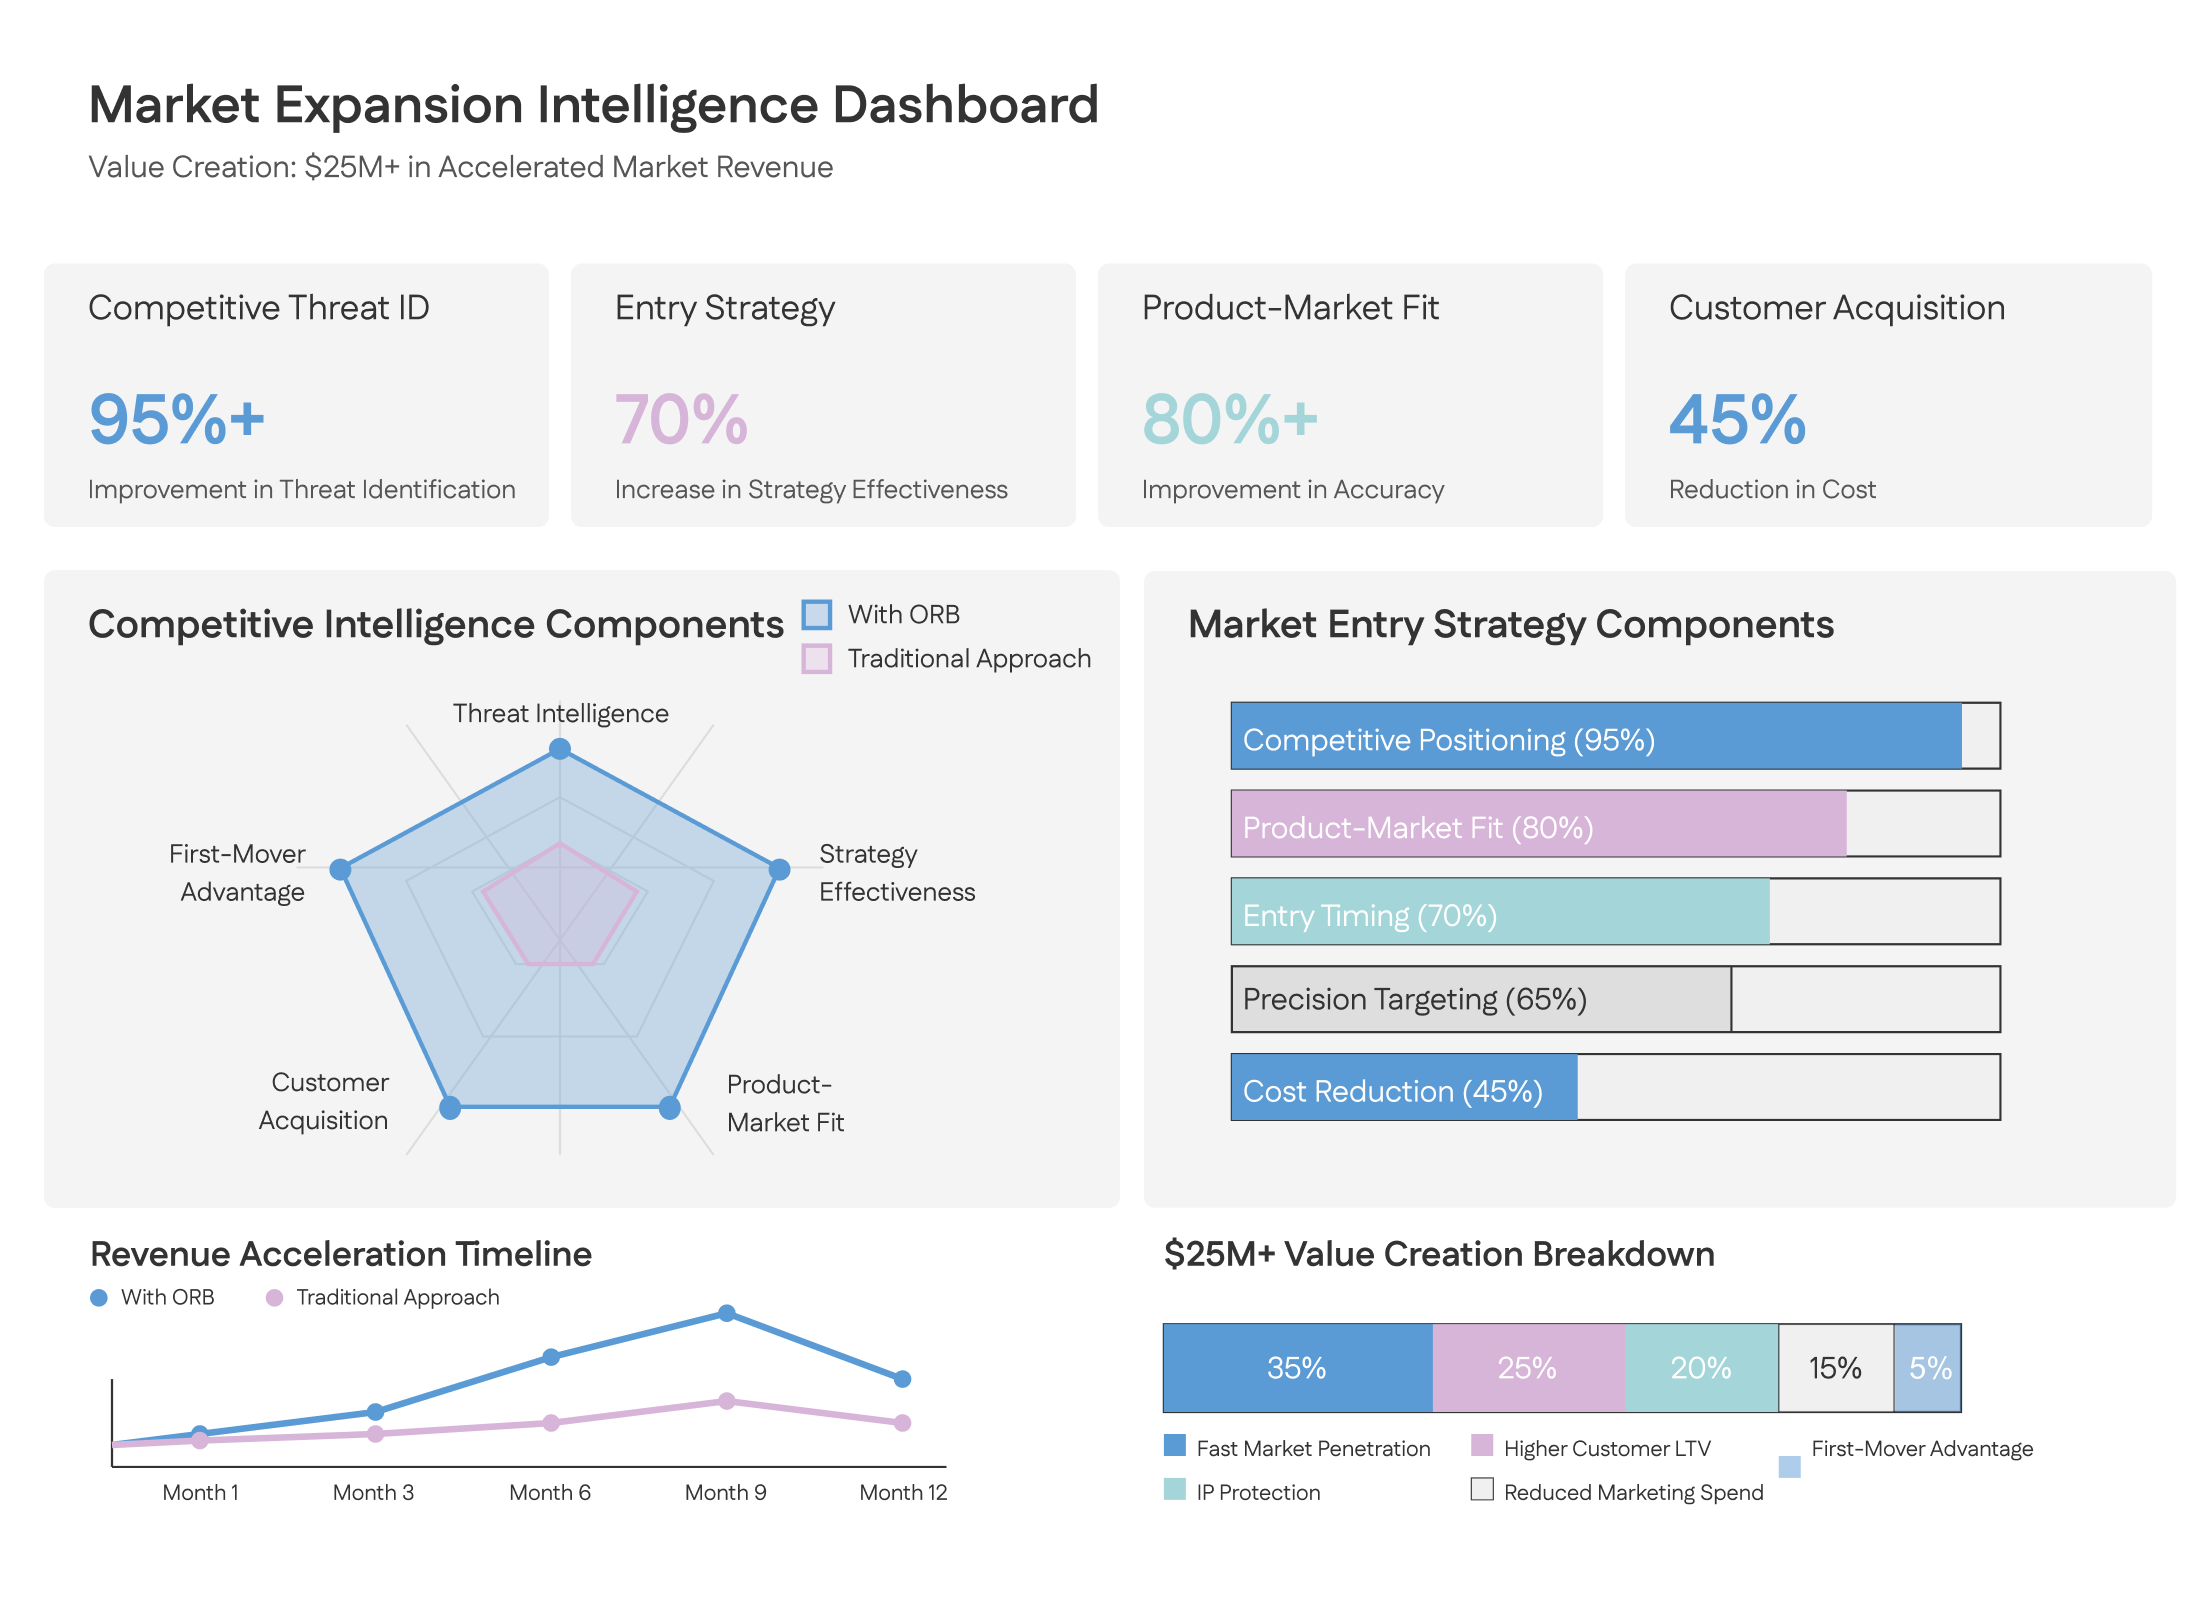 Market Expansion Intelligence Dashboard
Value Creation: $25M+ in Accelerated Market Revenue
Competitive Threat ID
95%+
Improvement in Threat Identification
Entry Strategy
70%
Increase in Strategy Effectiveness
Product-Market Fit
80%+
Improvement in Accuracy
Customer Acquisition
45%
Reduction in Cost
Competitive Intelligence Components
With ORB
Traditional Approach
Threat Intelligence
First-Mover
Advantage
Strategy
Effectiveness
Customer
Acquisition
Product-
Market Fit
Market Entry Strategy Components
Competitive Positioning (95%)
Product-Market Fit (80%)
Entry Timing (70%)
Precision Targeting (65%)
Cost Reduction (45%)
Revenue Acceleration Timeline
With ORB
Traditional Approach
Month 1
Month 3
Month 6
Month 9
Month 12
$25M+ Value Creation Breakdown
35%
25%
20%
15%
5%
Fast Market Penetration
Higher Customer LTV
First-Mover Advantage
IP Protection
Reduced Marketing Spend